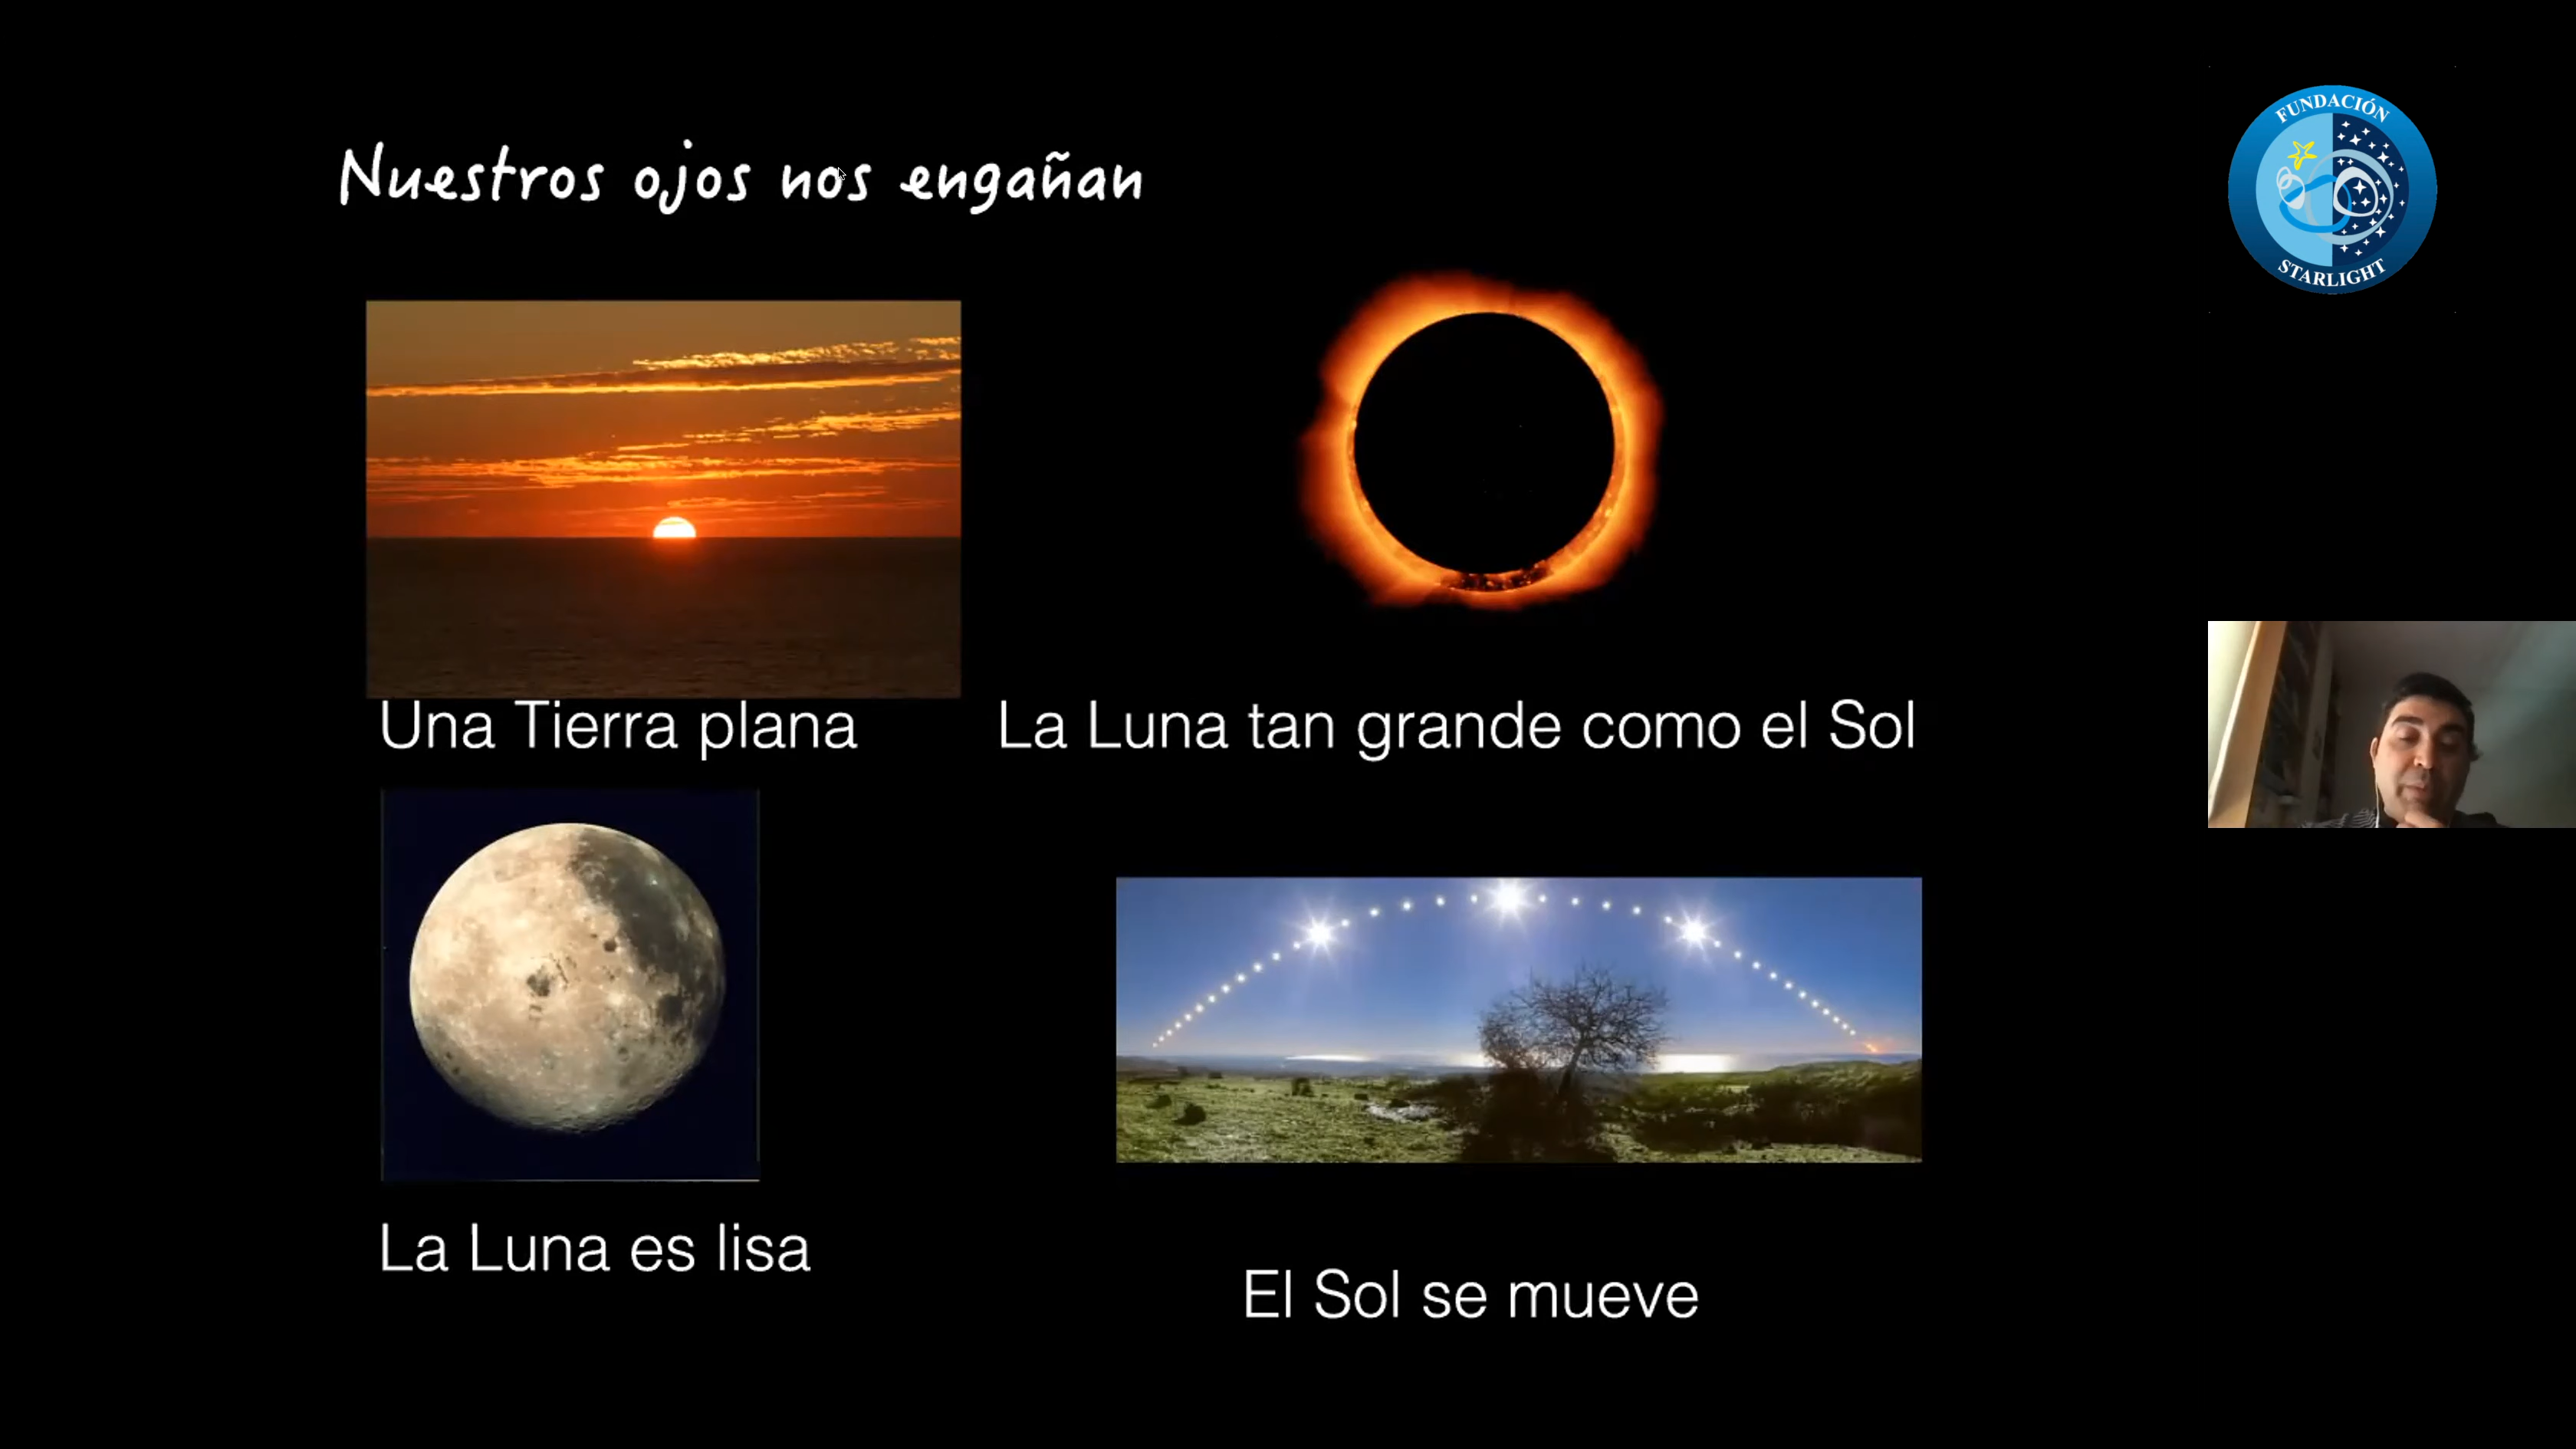 Nuestros ojos nos engañan
FUNDACIÓN
STARLIGHT
Una Tierra plana
La Luna tan grande como el Sol
La Luna es lisa
El Sol se mueve